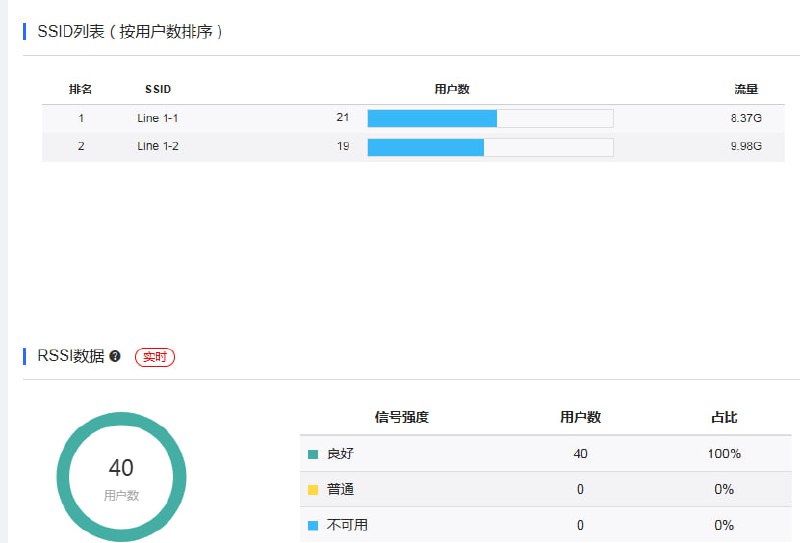 SSID列表（按用户数排序）
排名 SSID 用户数 流量
1 Line 1-1 21 8.37G
2 Line 1-2 19 9.98G
RSSI数据 ? 实时
信号强度 用户数 占比
40
用户数
良好 40 100%
普通 0 0%
不可用 0 0%